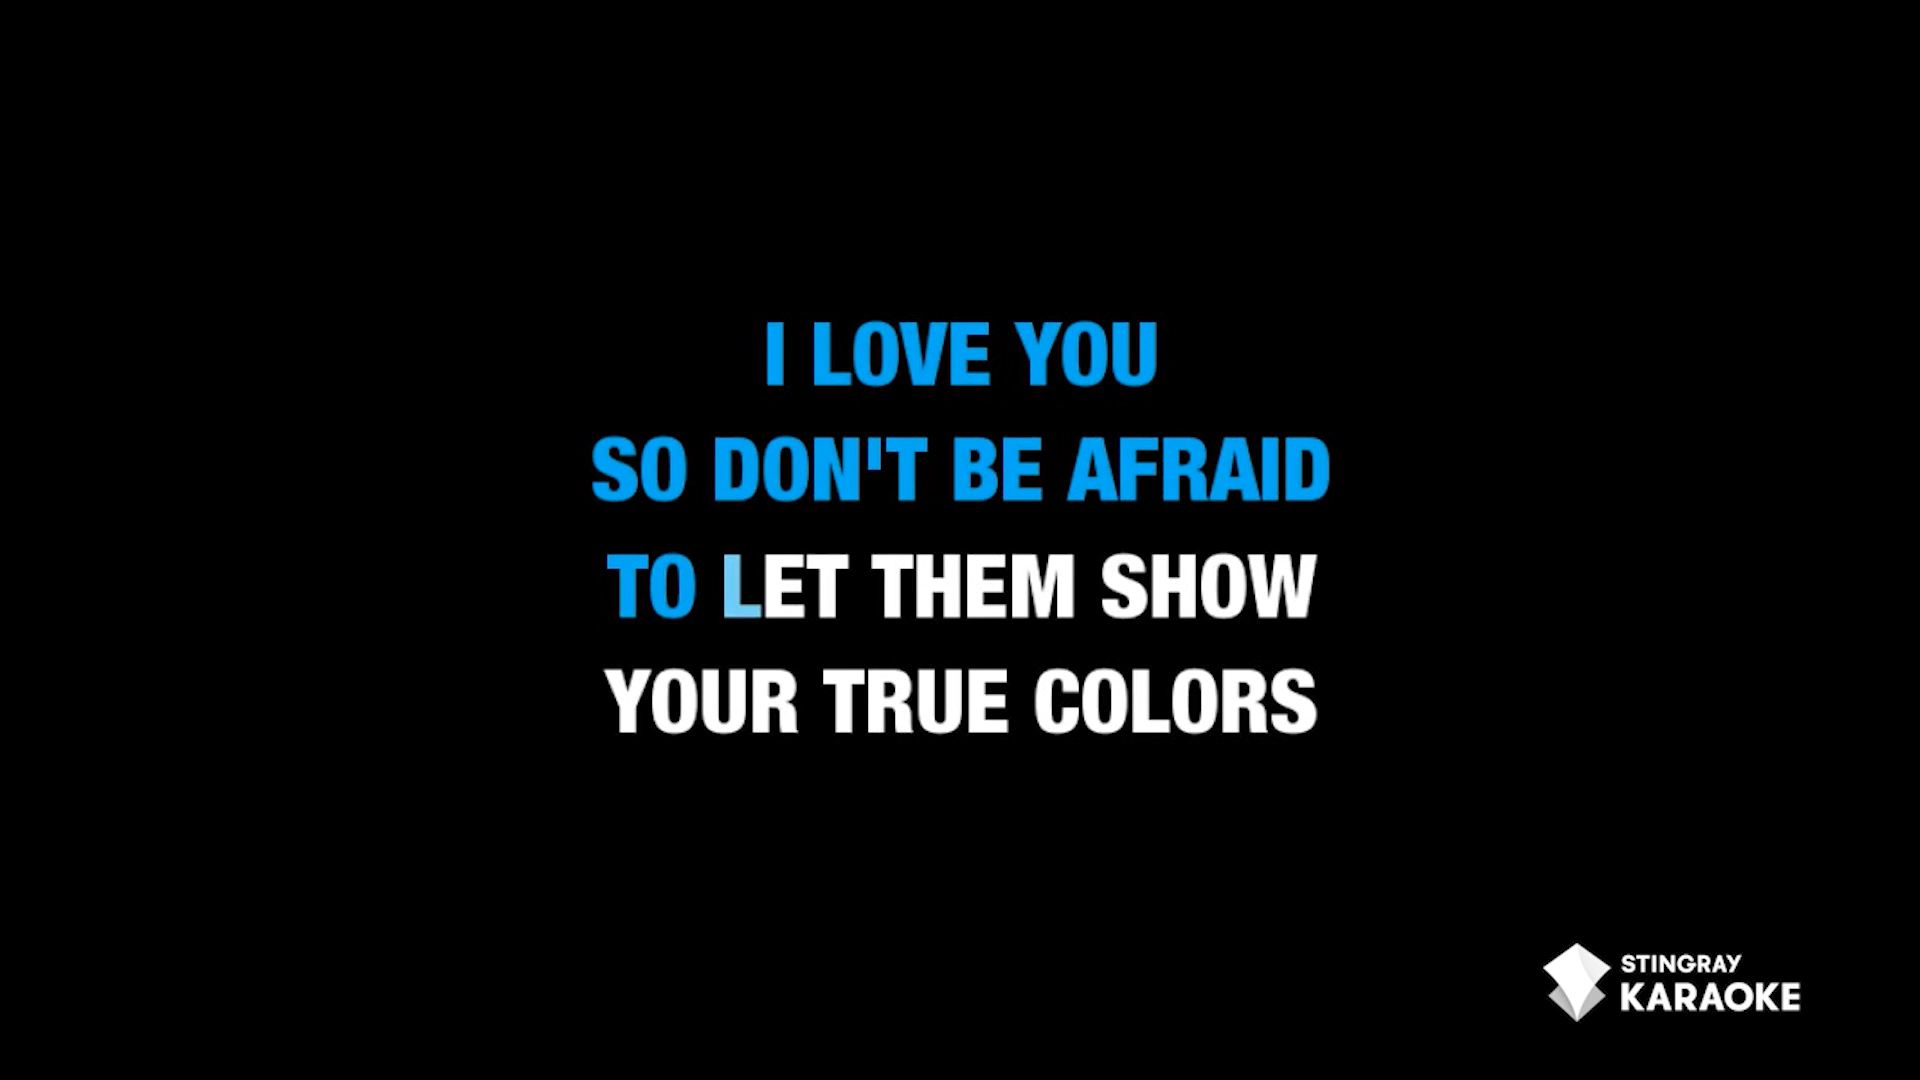 I LOVE YOU
SO DON'T BE AFRAID
TO LET THEM SHOW
YOUR TRUE COLORS
STINGRAY
KARAOKE